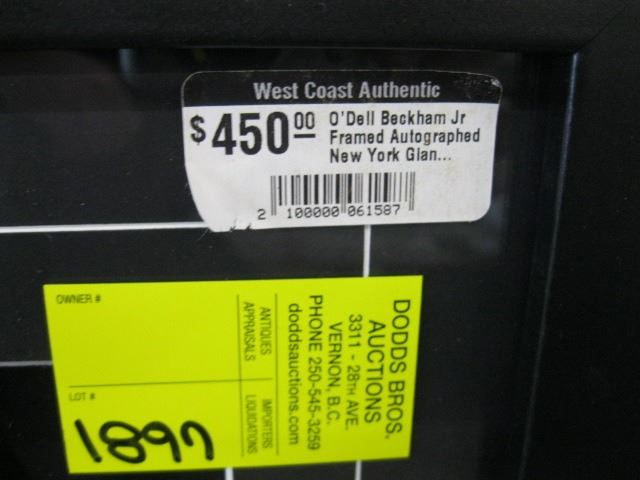 West Coast Authentic
$450.00
O'Dell Beckham Jr
Framed Autographed
New York Gian...
2 100000 061587
OWNER #
LOT #
1897
ANTIQUES
APPRAISALS
IMPORTERS
LIQUIDATIONS
DODDS BROS.
AUCTIONS
3311 - 28TH AVE.
VERNON, B.C.
PHONE 250-545-3259
doddsauctions.com